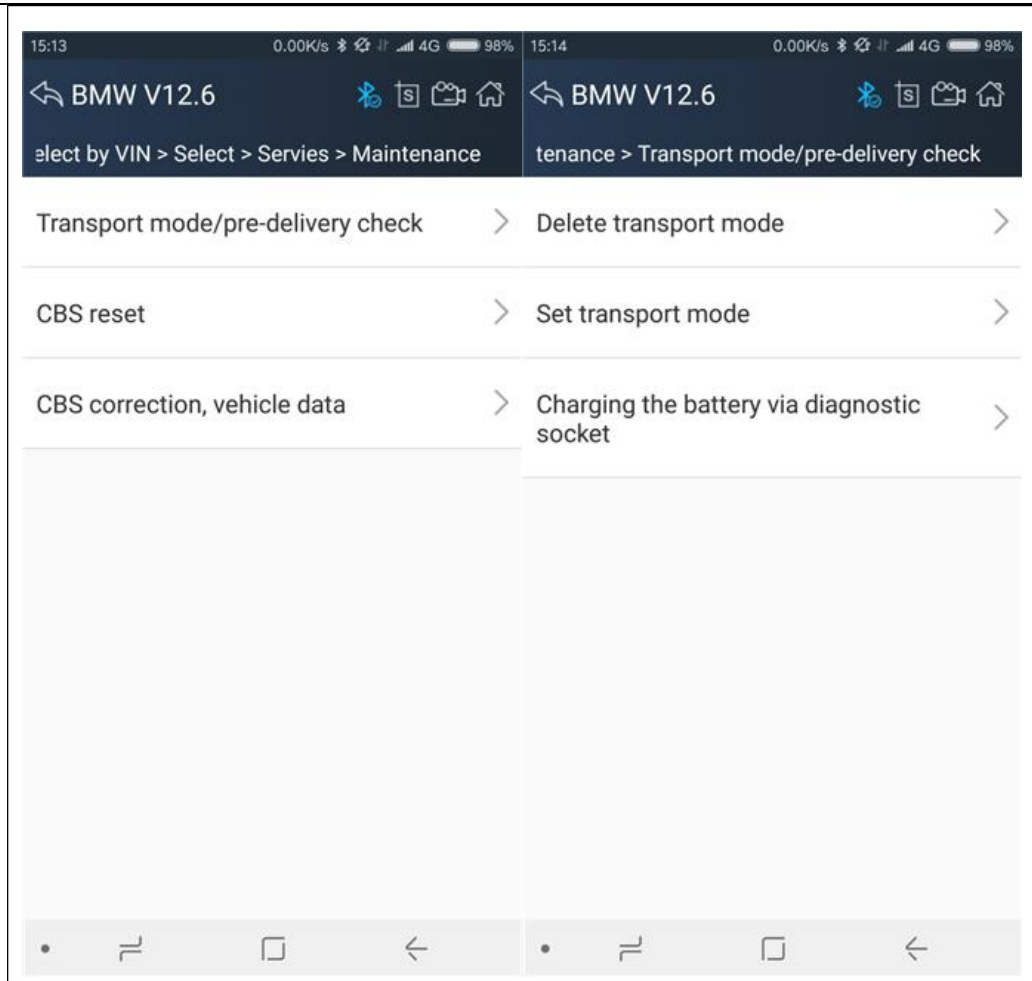 15:13 0.00K/s 4G 98%
BMW V12.6
elect by VIN > Select > Servies > Maintenance
Transport mode/pre-delivery check
CBS reset
CBS correction, vehicle data
15:14 0.00K/s 4G 98%
BMW V12.6
tenance > Transport mode/pre-delivery check
Delete transport mode
Set transport mode
Charging the battery via diagnostic
socket